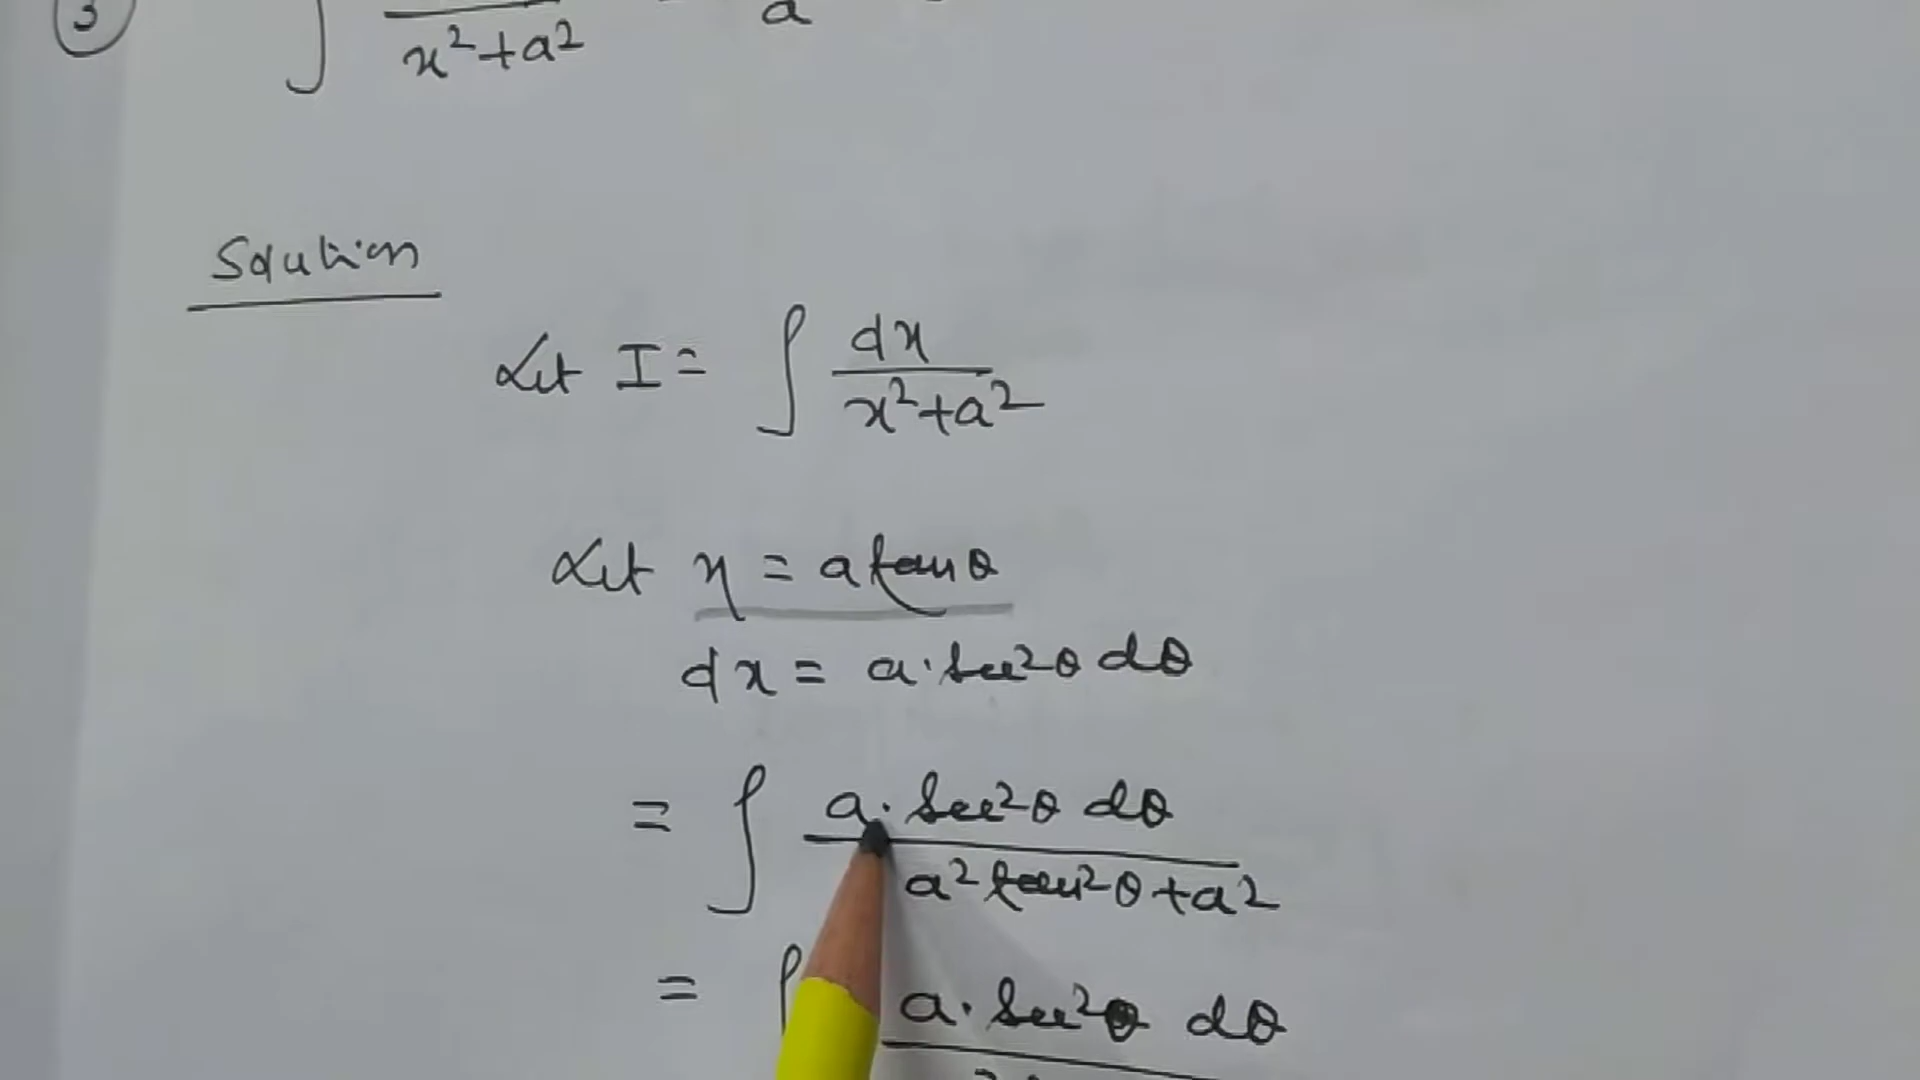 ③ ∫ x²+a² a
Solution
Let I = ∫ dx / x²+a²
Let x = a tanθ
dx = a·sec²θ dθ
= ∫ a·sec²θ dθ / a²tan²θ+a²
= ∫ a·sec²θ dθ